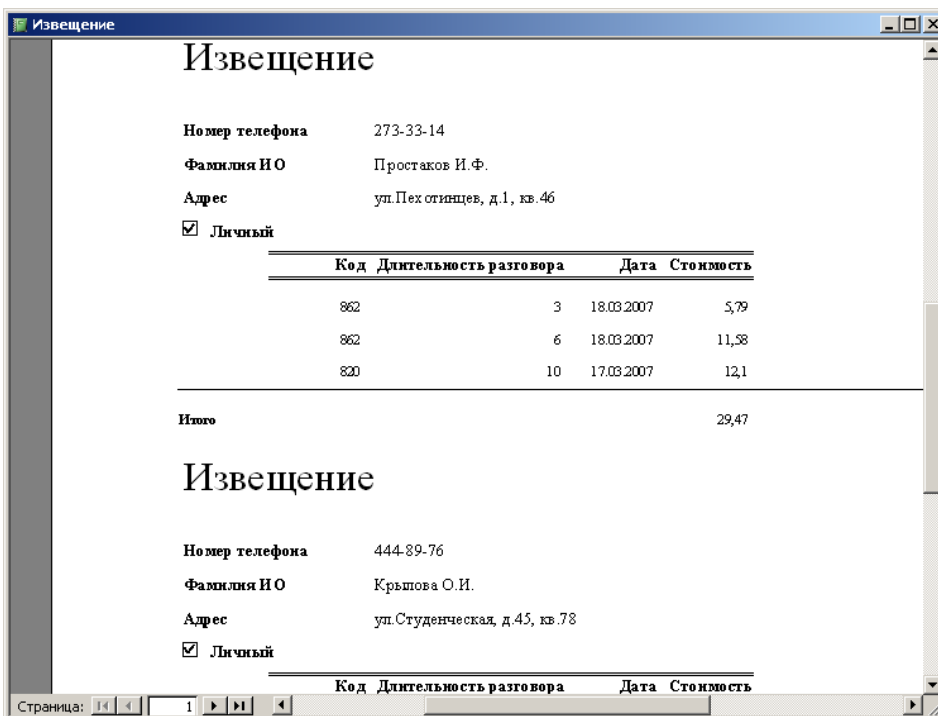 Извещение
Извещение
Номер телефона 273-33-14
Фамилия И О Простаков И.Ф.
Адрес ул.Пехотинцев, д.1, кв.46
Личный
Код Длительность разговора Дата Стоимость
862 3 18.03.2007 5,79
862 6 18.03.2007 11,58
820 10 17.03.2007 12,1
Итого 29,47
Извещение
Номер телефона 444-89-76
Фамилия И О Крылова О.И.
Адрес ул.Студенческая, д.45, кв.78
Личный
Код Длительность разговора Дата Стоимость
Страница: 1